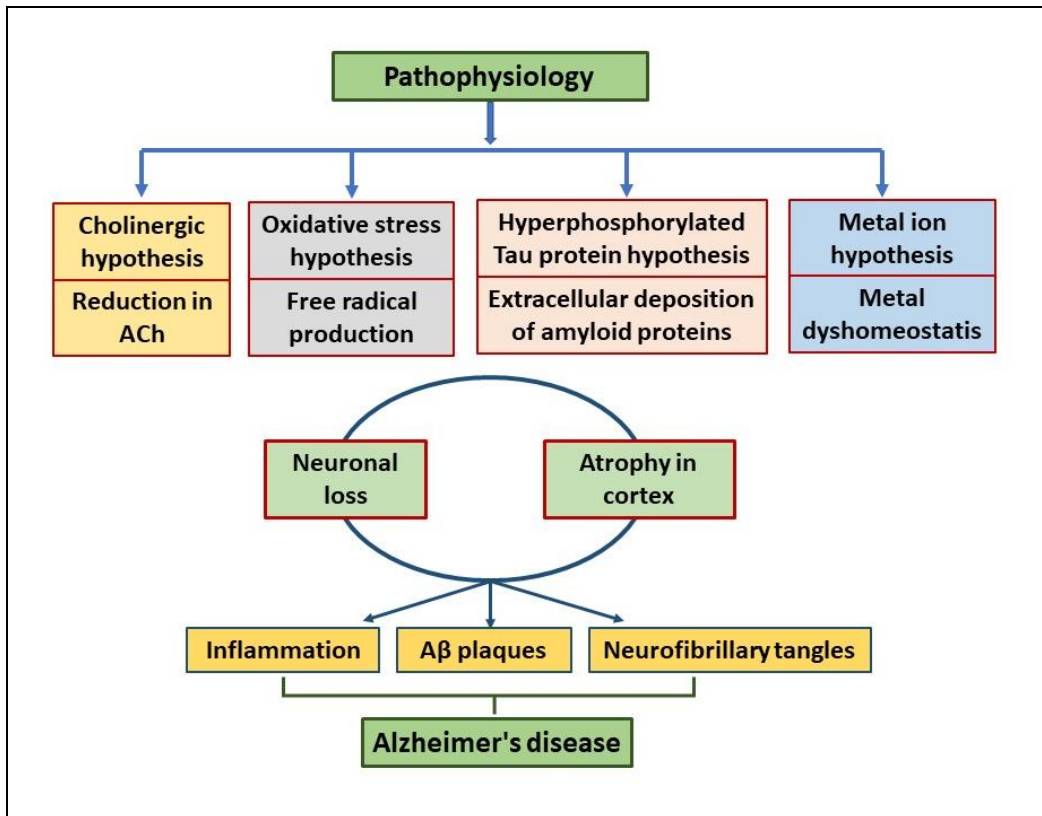 Pathophysiology
Cholinergic
hypothesis
Reduction in
ACh
Oxidative stress
hypothesis
Free radical
production
Hyperphosphorylated
Tau protein hypothesis
Extracellular deposition
of amyloid proteins
Metal ion
hypothesis
Metal
dyshomeostatis
Neuronal
loss
Atrophy in
cortex
Inflammation
Aβ plaques
Neurofibrillary tangles
Alzheimer's disease